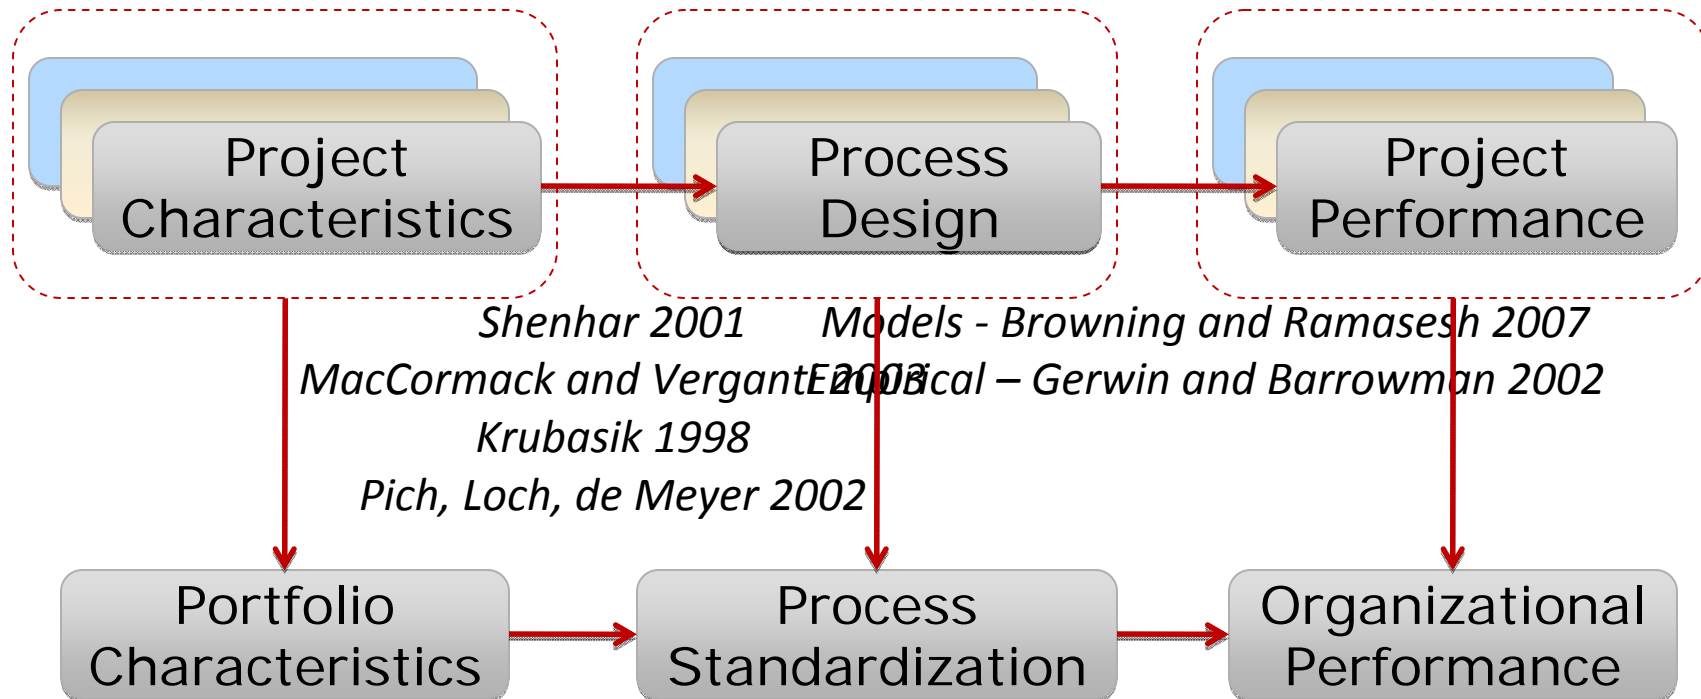 Project
Characteristics
Process
Design
Project
Performance
Shenhar 2001
MacCormack and Verganti 2003
Krubasik 1998
Pich, Loch, de Meyer 2002
Models - Browning and Ramasesh 2007
Empirical – Gerwin and Barrowman 2002
Portfolio
Characteristics
Process
Standardization
Organizational
Performance